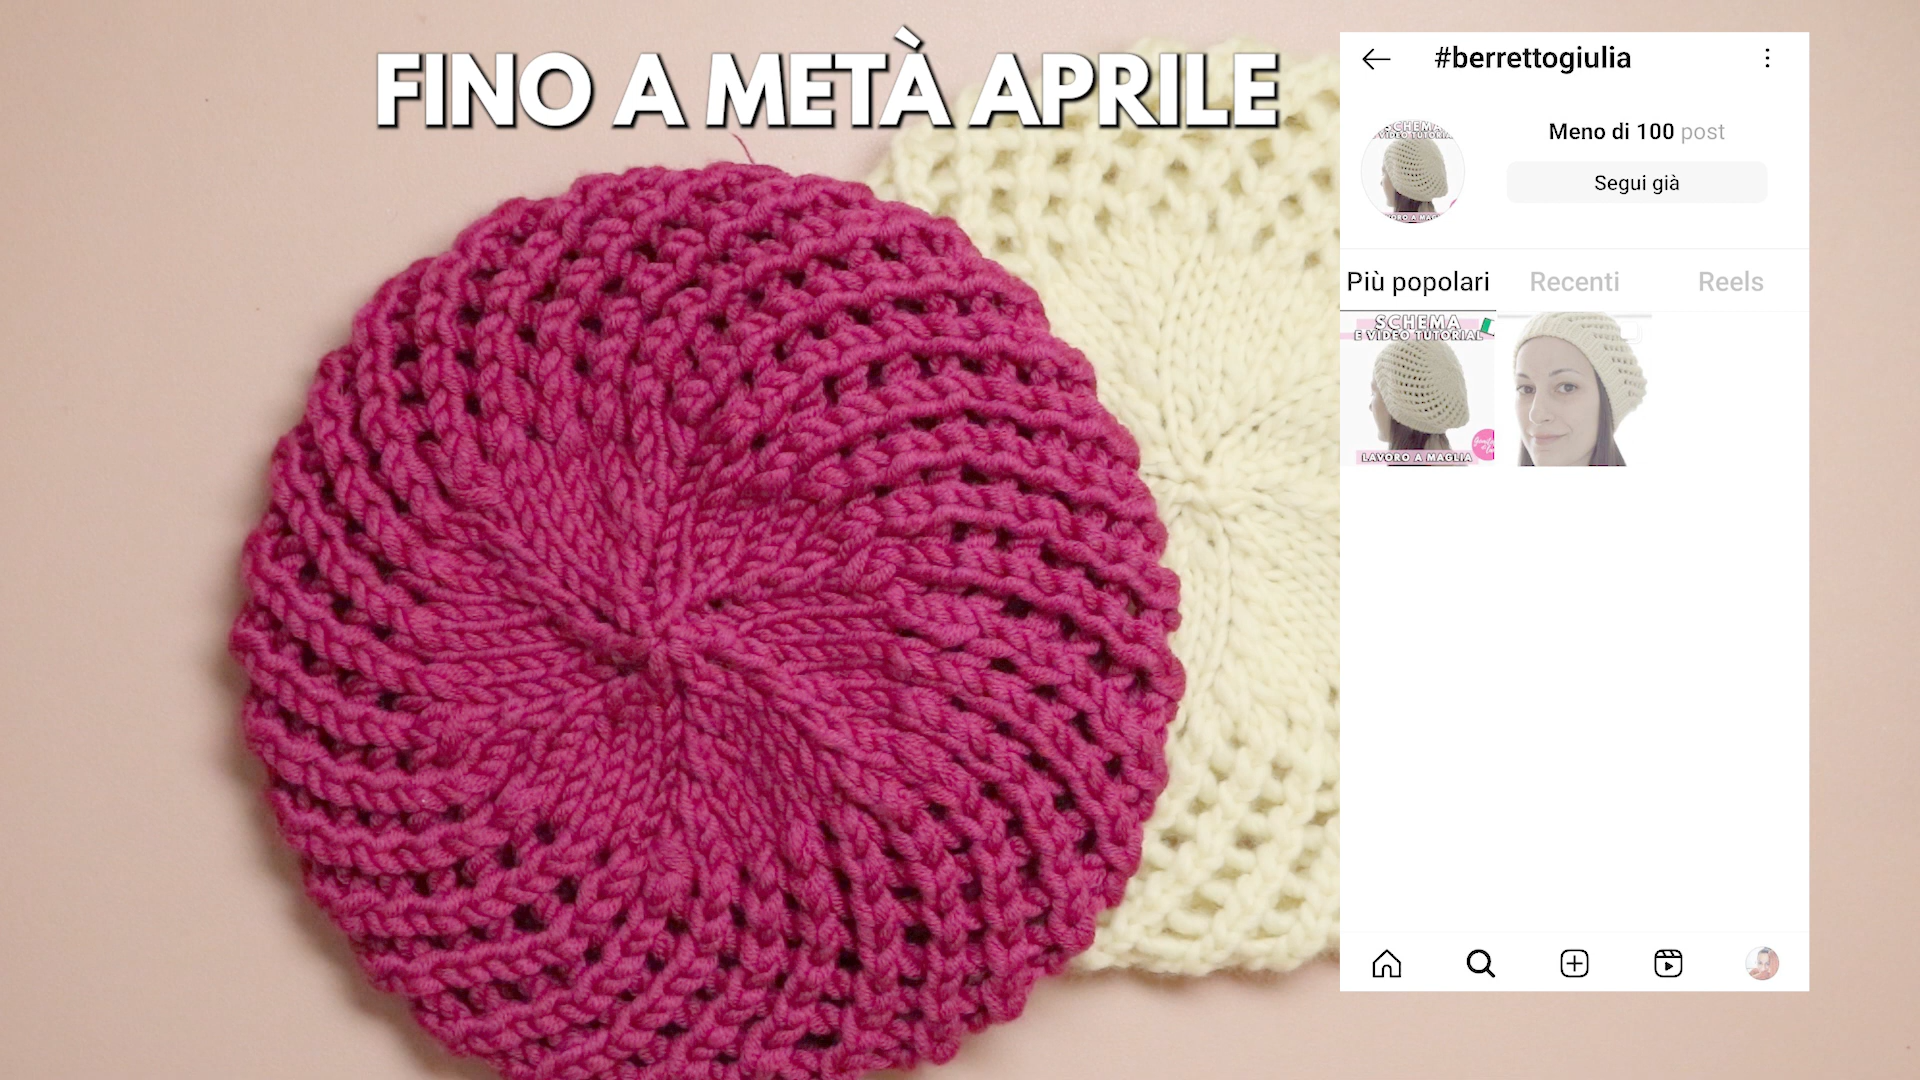 FINO A METÀ APRILE
#berrettogiulia
Meno di 100 post
Segui già
Più popolari
Recenti
Reels
SCHEMA
E VIDEO TUTORIAL
LAVORO A MAGLIA